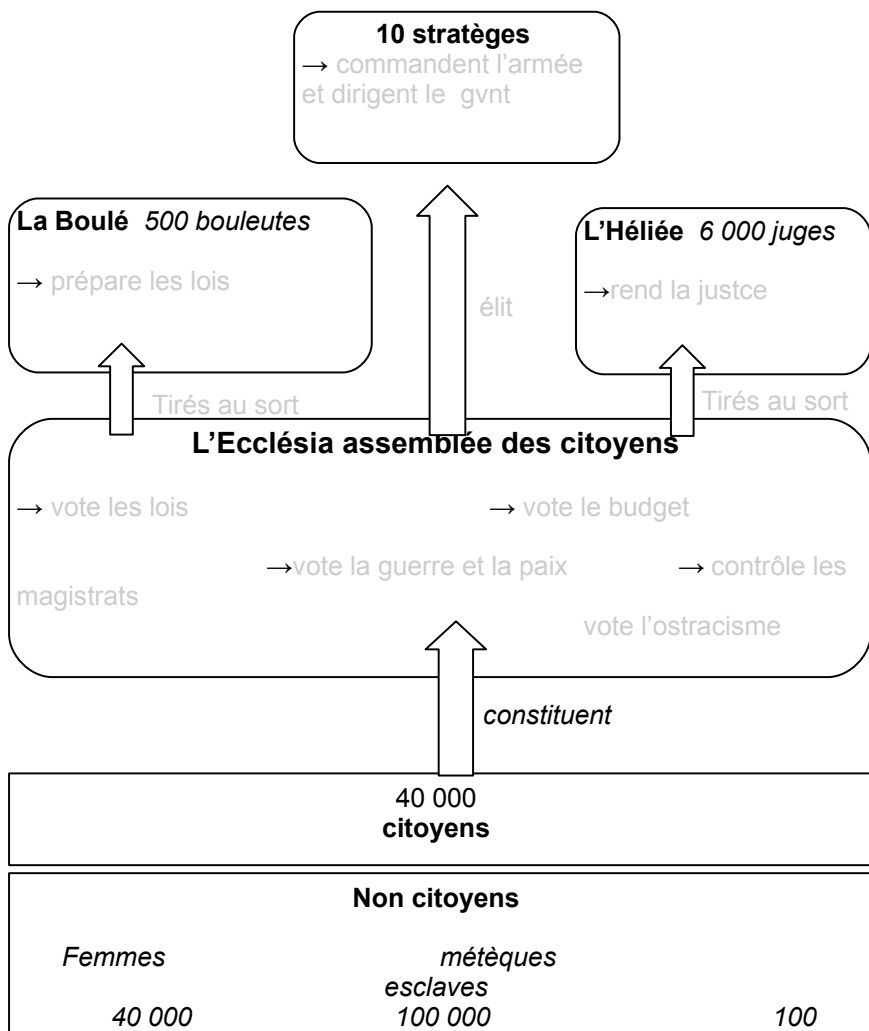 10 stratèges
→ commandent l'armée
et dirigent le gvnt
La Boulé 500 bouleutes
→ prépare les lois
L'Héliée 6 000 juges
→rend la justce
élit
Tirés au sort
Tirés au sort
L'Ecclésia assemblée des citoyens
→ vote les lois → vote le budget
→vote la guerre et la paix → contrôle les
magistrats
vote l'ostracisme
constituent
40 000
citoyens
Non citoyens
Femmes métèques
esclaves
40 000 100 000 100